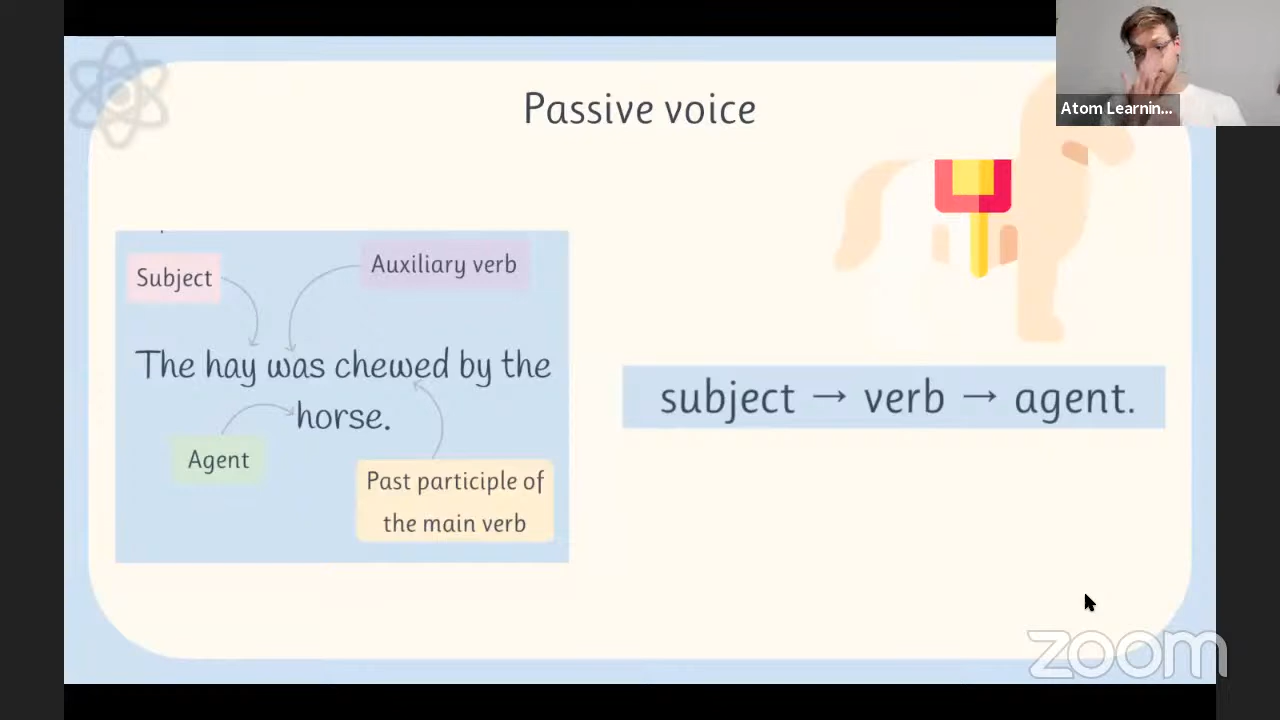 Atom Learnin...
Passive voice
Subject
Auxiliary verb
The hay was chewed by the
horse.
Agent
Past participle of
the main verb
subject → verb → agent.
zoom